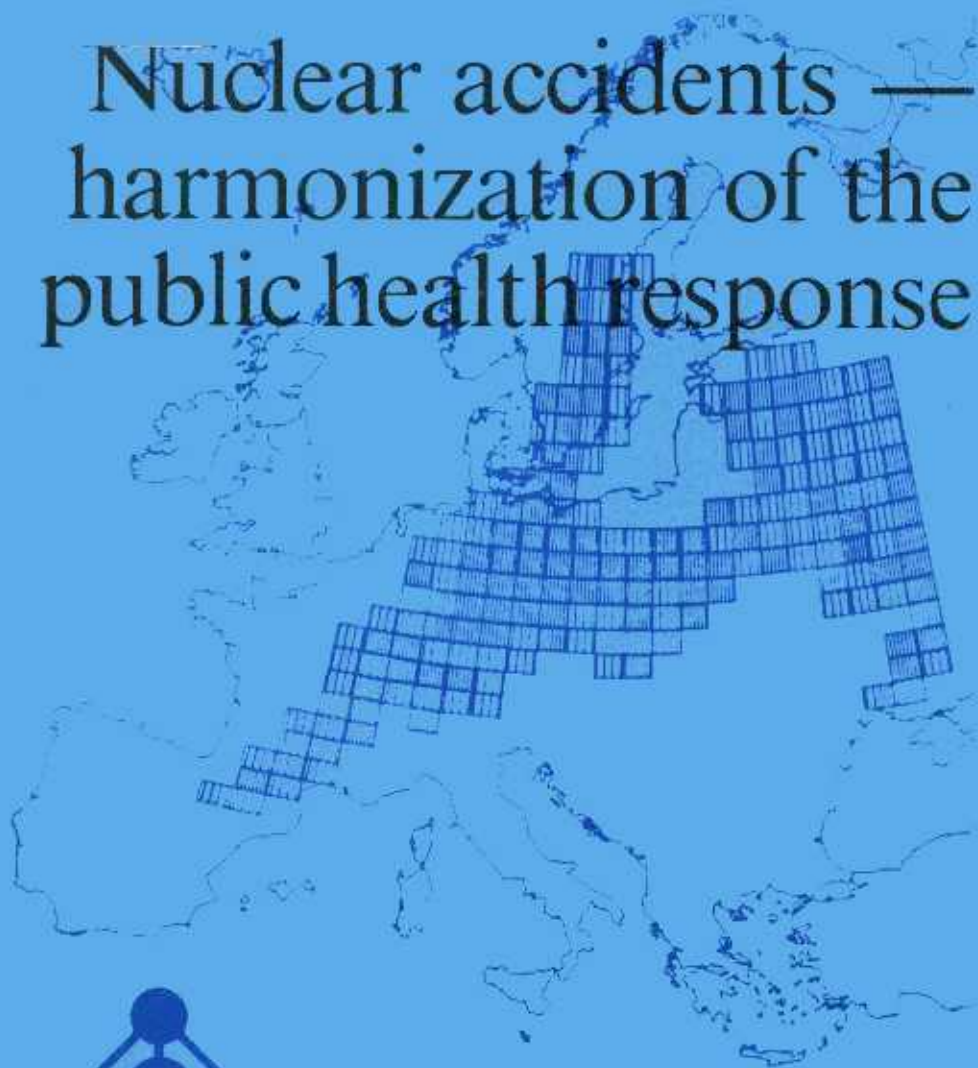 Nuclear accidents —
harmonization of the
public health response